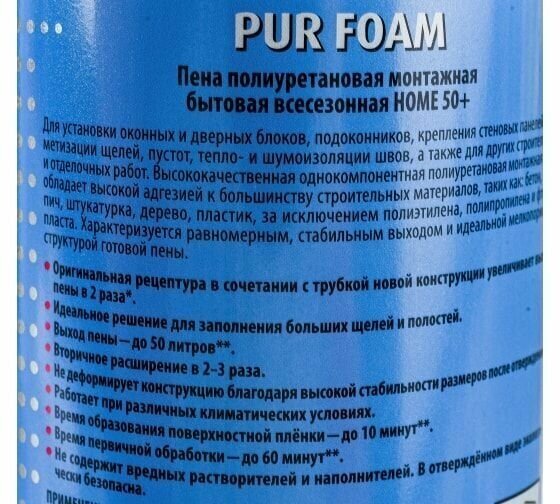 PUR FOAM
Пена полиуретановая монтажная
бытовая всесезонная HOME 50+
Для установки оконных и дверных блоков, подоконников, крепления стеновых панелей
метизации щелей, пустот, тепло- и шумоизоляции швов, а также для других
и отделочных работ. Высококачественная однокомпонентная полиуретановая монтажная
обладает высокой адгезией к большинству строительных материалов, таких как: бетон,
пич, штукатурка, дерево, пластик, за исключением полиэтилена, полипропилена и
пласта. Характеризуется равномерным, стабильным выходом и идеальной
структурой готовой пены.
• Оригинальная рецептура в сочетании с трубкой новой конструкции увеличивает
пены в 2 раза*.
• Идеальное решение для заполнения больших щелей и полостей.
• Выход пены—до 50 литров**.
• Вторичное расширение в 2–3 раза.
• Не деформирует конструкцию благодаря высокой стабильности размеров после
• Работает при различных климатических условиях.
• Время образования поверхностной плёнки—до 10 минут**.
• Время первичной обработки—до 60 минут**.
• Не содержит вредных растворителей и наполнителей. В отверждённом виде
чески безопасна.